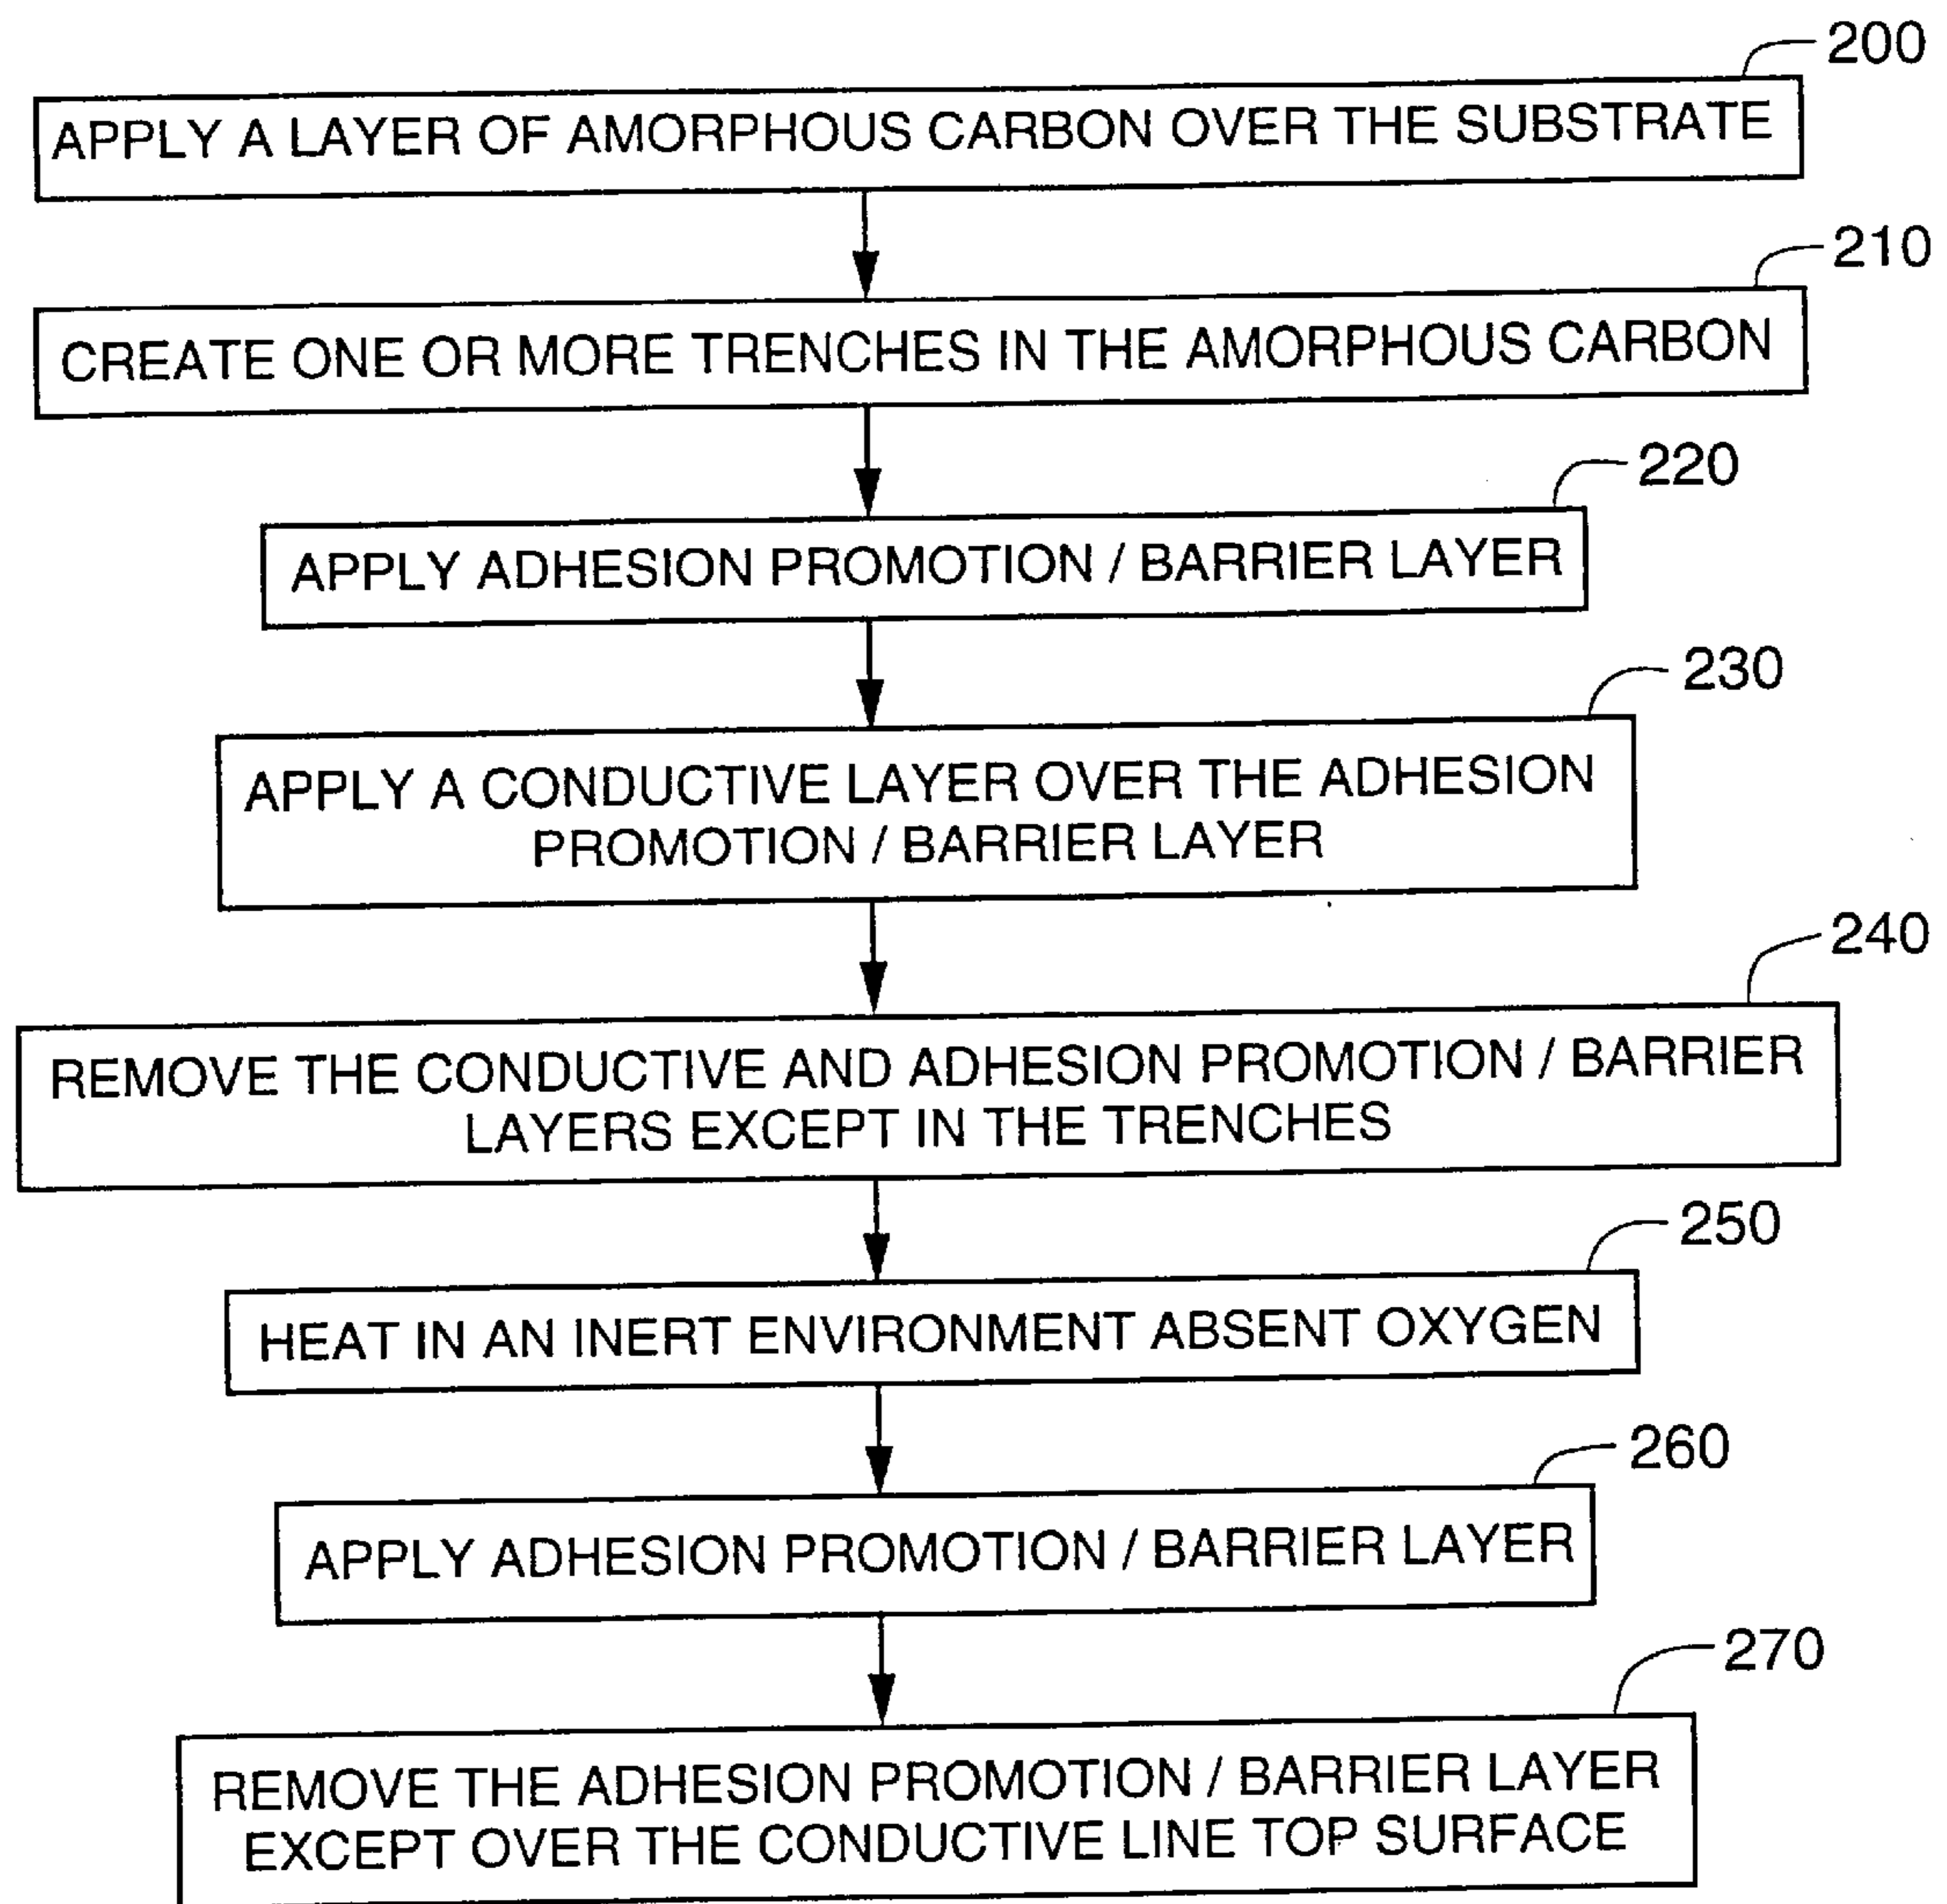 200
APPLY A LAYER OF AMORPHOUS CARBON OVER THE SUBSTRATE
210
CREATE ONE OR MORE TRENCHES IN THE AMORPHOUS CARBON
220
APPLY ADHESION PROMOTION / BARRIER LAYER
230
APPLY A CONDUCTIVE LAYER OVER THE ADHESION
PROMOTION / BARRIER LAYER
240
REMOVE THE CONDUCTIVE AND ADHESION PROMOTION / BARRIER
LAYERS EXCEPT IN THE TRENCHES
250
HEAT IN AN INERT ENVIRONMENT ABSENT OXYGEN
260
APPLY ADHESION PROMOTION / BARRIER LAYER
270
REMOVE THE ADHESION PROMOTION / BARRIER LAYER
EXCEPT OVER THE CONDUCTIVE LINE TOP SURFACE